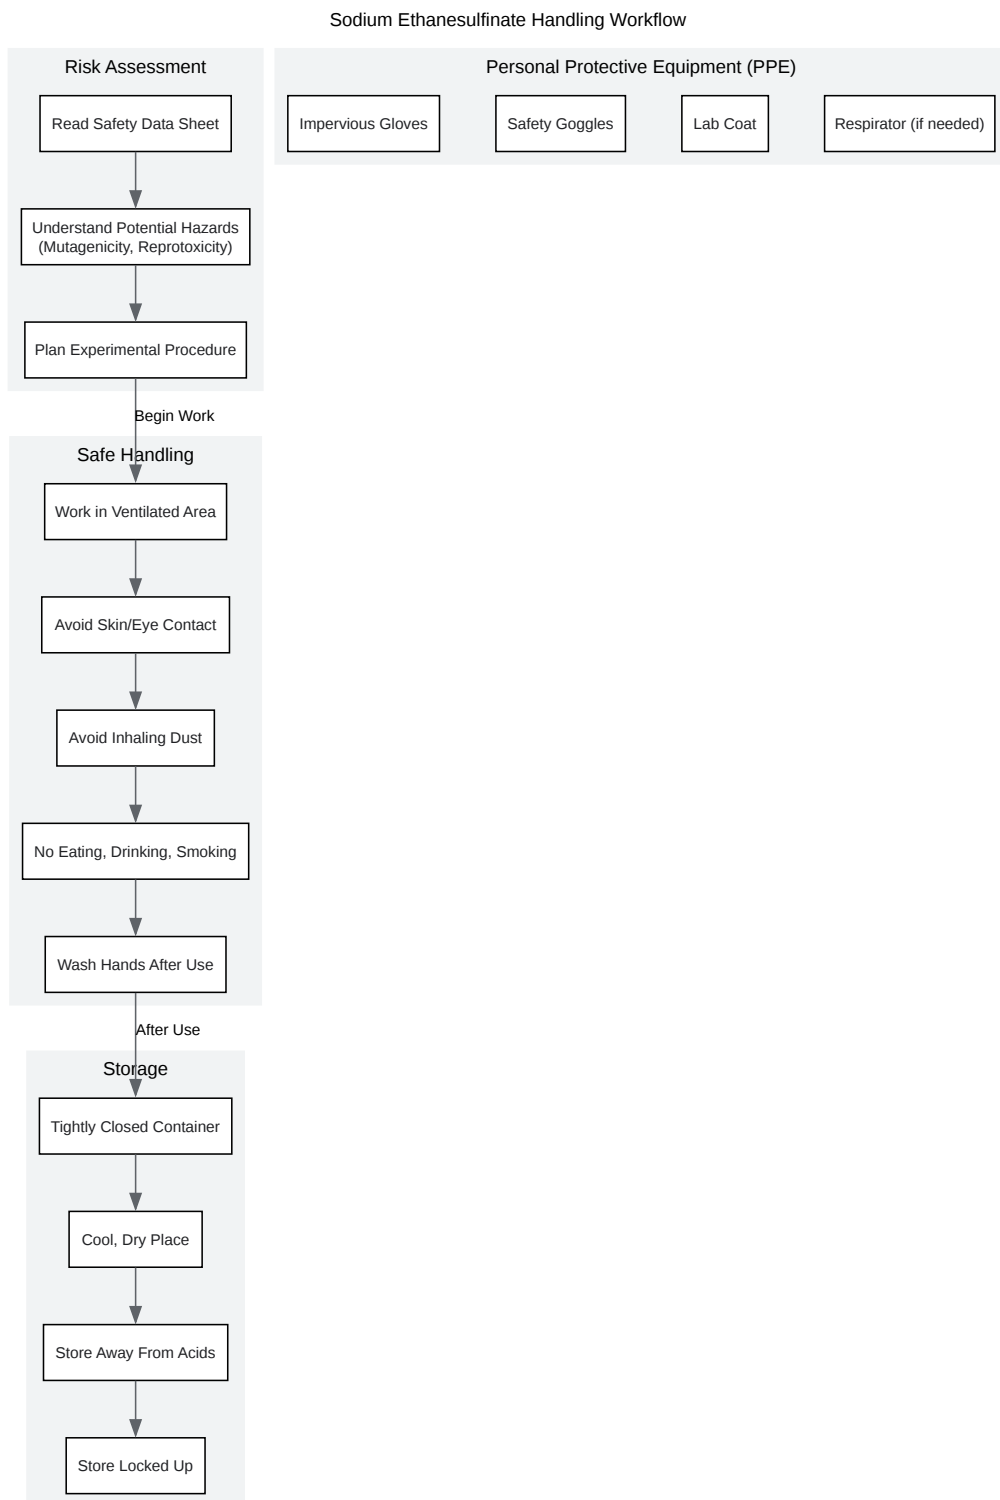 Sodium Ethanesulfinate Handling Workflow
Risk Assessment
Read Safety Data Sheet
Understand Potential Hazards
(Mutagenicity, Reprotoxicity)
Plan Experimental Procedure
Begin Work
Safe Handling
Work in Ventilated Area
Avoid Skin/Eye Contact
Avoid Inhaling Dust
No Eating, Drinking, Smoking
Wash Hands After Use
After Use
Storage
Tightly Closed Container
Cool, Dry Place
Store Away From Acids
Store Locked Up
Personal Protective Equipment (PPE)
Impervious Gloves
Safety Goggles
Lab Coat
Respirator (if needed)